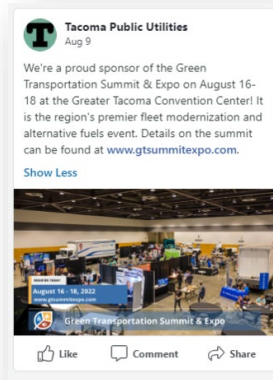 Tacoma Public Utilities
Aug 9
We're a proud sponsor of the Green
Transportation Summit & Expo on August 16-
18 at the Greater Tacoma Convention Center! It
is the region's premier fleet modernization and
alternative fuels event. Details on the summit
can be found at www.gtsummitexpo.com.
Show Less
REGISTER TODAY!
August 16 - 18, 2022
www.gtsummitexpo.com
Green Transportation Summit & Expo
Like
Comment
Share